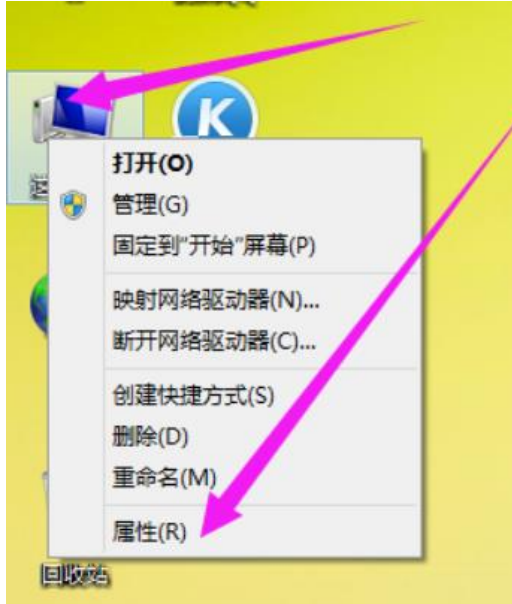 K
打开(O)
管理(G)
固定到"开始"屏幕(P)
映射网络驱动器(N)...
断开网络驱动器(C)...
创建快捷方式(S)
删除(D)
重命名(M)
属性(R)
回收站